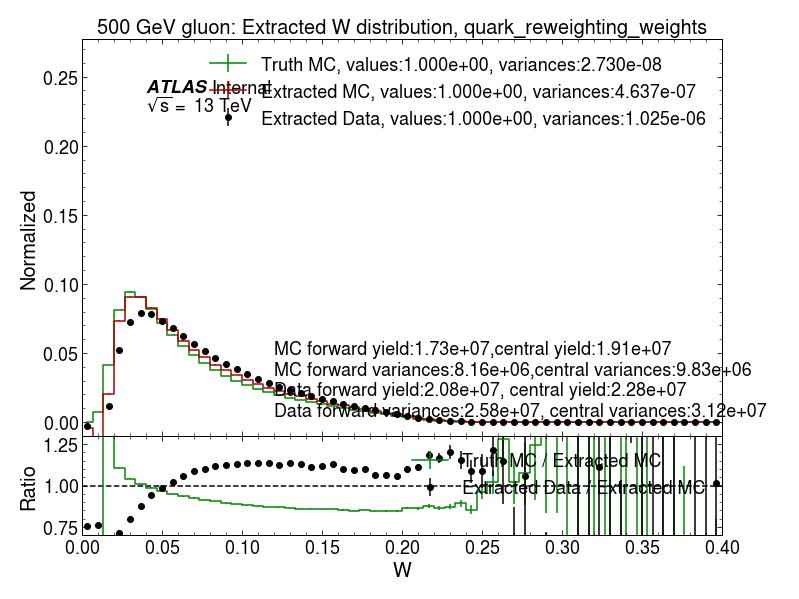 500 GeV gluon: Extracted W distribution, quark_reweighting_weights
Truth MC, values:1.000e+00, variances:2.730e-08
ATLAS Internal
Extracted MC, values:1.000e+00, variances:4.637e-07
√s = 13 TeV
Extracted Data, values:1.000e+00, variances:1.025e-06
Normalized
0.25
0.20
0.15
0.10
0.05
0.00
MC forward yield:1.73e+07,central yield:1.91e+07
MC forward variances:8.16e+06,central variances:9.83e+06
Data forward yield:2.08e+07, central yield:2.28e+07
Data forward variances:2.58e+07, central variances:3.12e+07
Ratio
1.25
1.00
0.75
Truth MC / Extracted MC
Extracted Data / Extracted MC
0.00 0.05 0.10 0.15 0.20 0.25 0.30 0.35 0.40
W